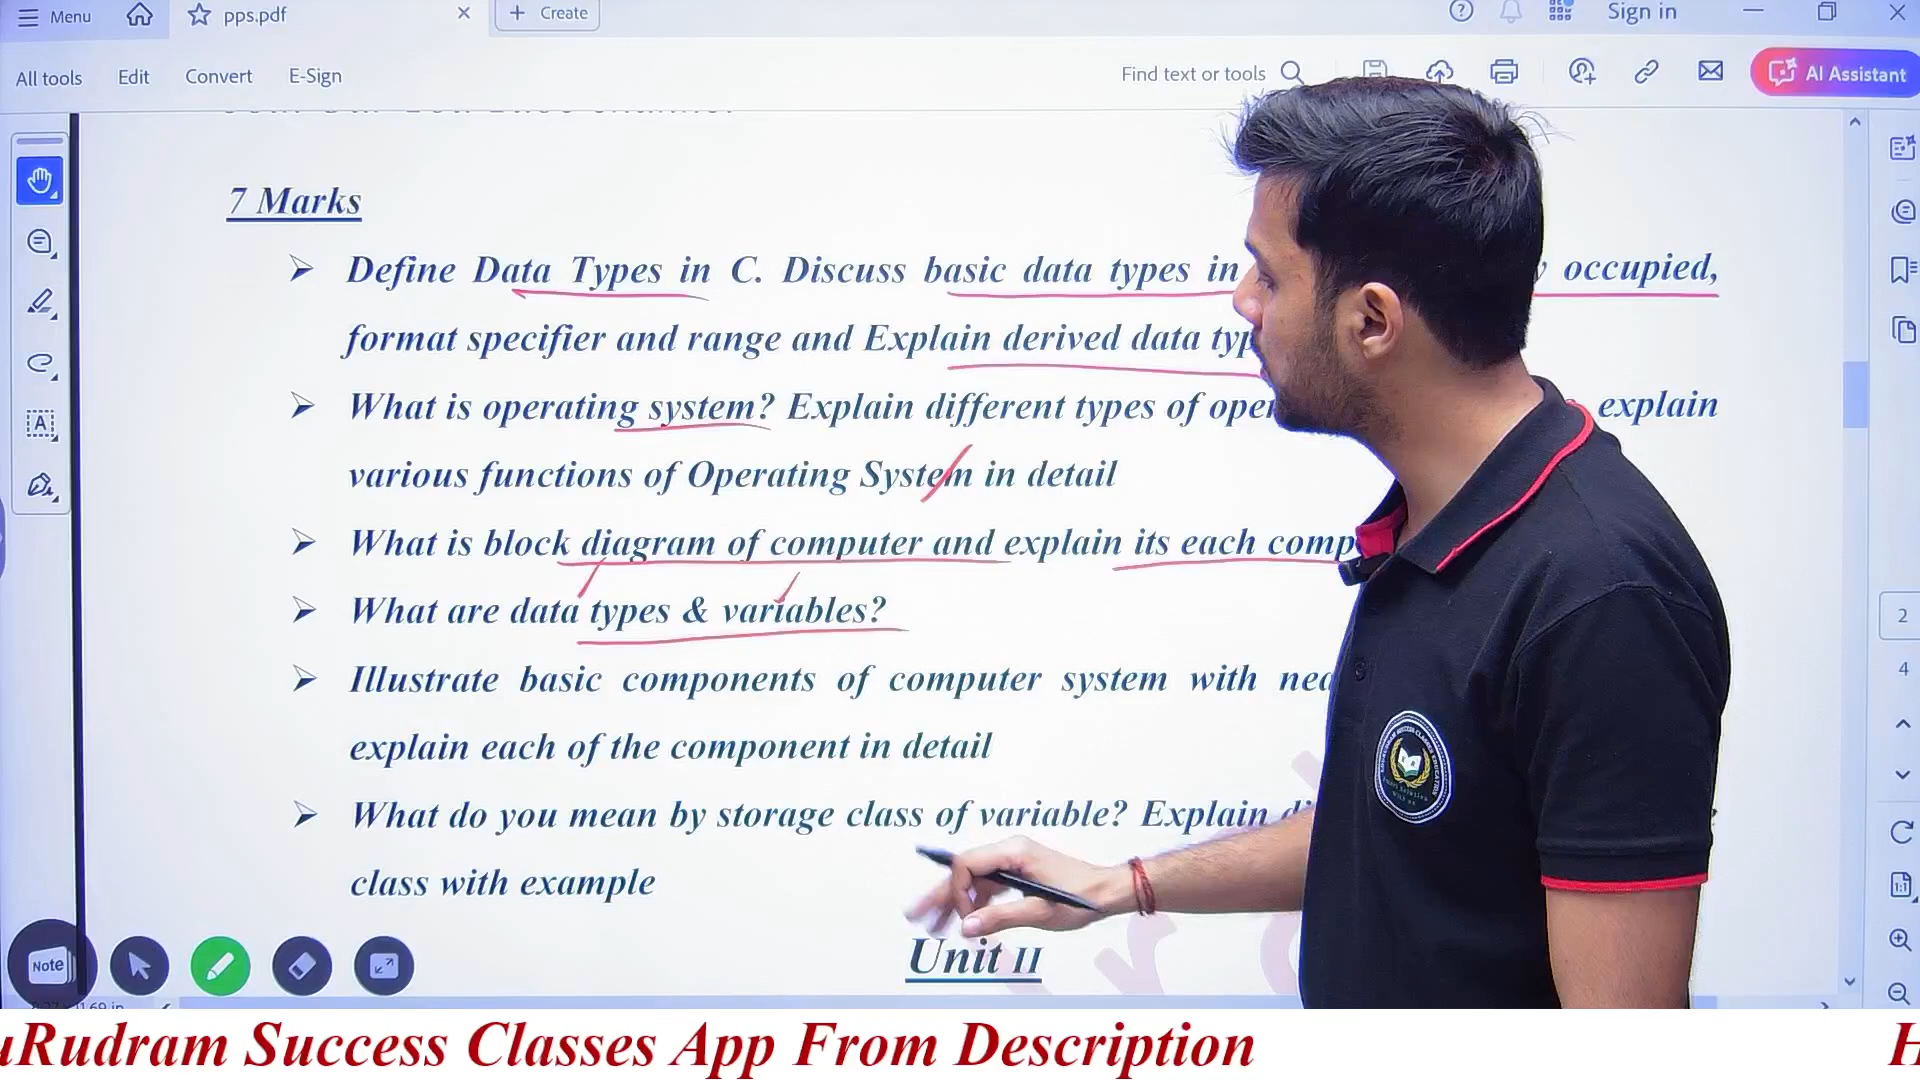 Menu
pps.pdf
Create
Sign in
All tools
Edit
Convert
E-Sign
Find text or tools
AI Assistant
7 Marks
Define Data Types in C. Discuss basic data types in occupied,
format specifier and range and Explain derived data
What is operating system? Explain different types of explain
various functions of Operating System in detail
What is block diagram of computer and explain its each
What are data types & variables?
Illustrate basic components of computer system with
explain each of the component in detail
What do you mean by storage class of variable? Explain
class with example
Unit II
2
4
Note
uRudram Success Classes App From Description
H